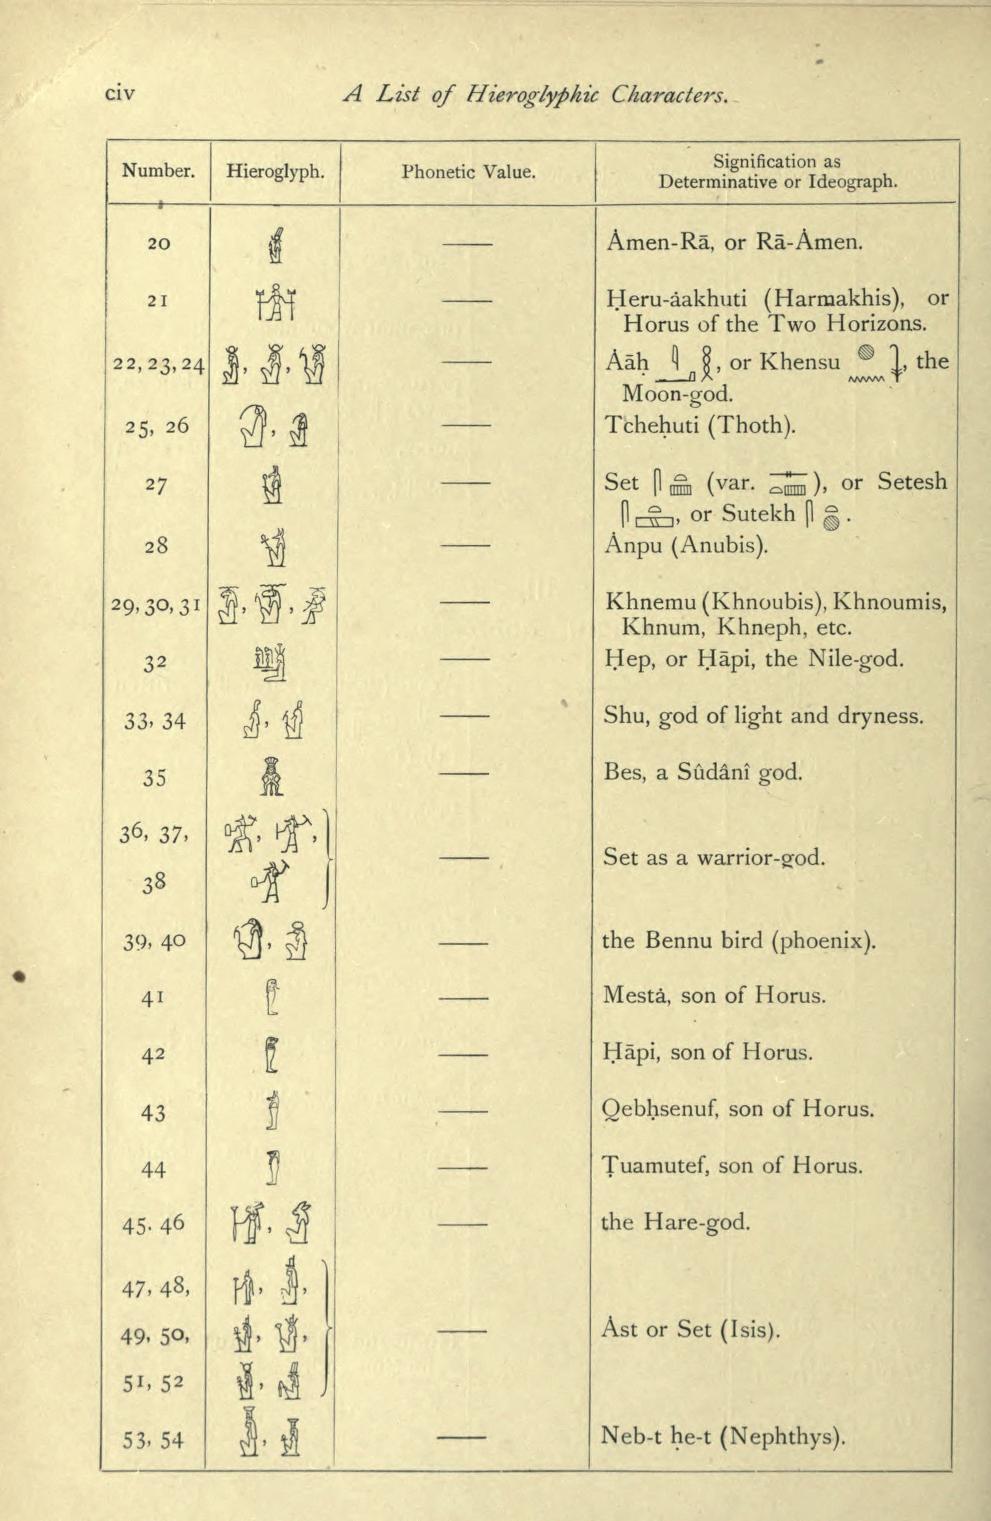 civ A List of Hieroglyphic Characters.
Number. Hieroglyph. Phonetic Value. Signification as
Determinative or Ideograph.
20 — Ȧmen-Rā, or Rā-Ȧmen.
21 — Ḥeru-ȧakhuti (Harmakhis), or
Horus of the Two Horizons.
22, 23, 24 — Ȧāḥ , or Khensu , the
Moon-god.
25, 26 — Tchehuti (Thoth).
27 — Set (var. ), or Setesh
, or Sutekh .
28 — Ȧnpu (Anubis).
29, 30, 31 — Khnemu (Khnoubis), Khnoumis,
Khnum, Khneph, etc.
32 — Ḥep, or Ḥāpi, the Nile-god.
33, 34 — Shu, god of light and dryness.
35 — Bes, a Sûdânî god.
36, 37,
— Set as a warrior-god.
38
39, 40 — the Bennu bird (phoenix).
41 — Mestȧ, son of Horus.
42 — Ḥāpi, son of Horus.
43 — Qebḥsenuf, son of Horus.
44 — Ṭuamutef, son of Horus.
45, 46 — the Hare-god.
47, 48,
49, 50, — Ȧst or Set (Isis).
51, 52
53, 54 — Neb-t ḥe-t (Nephthys).